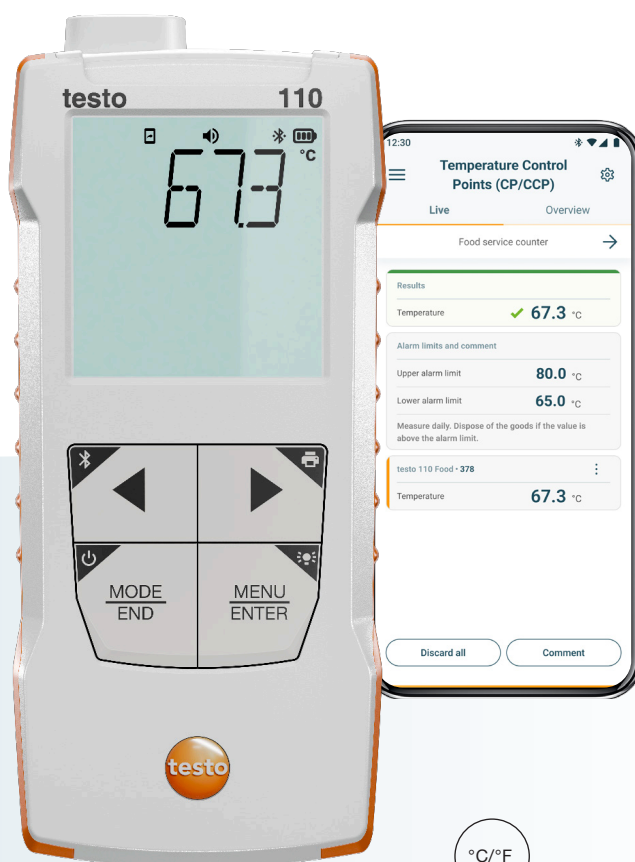 testo 110
67.3
°C
MODE
END
MENU
ENTER
testo
12:30
Temperature Control
Points (CP/CCP)
Live Overview
Food service counter
Results
Temperature 67.3 °C
Alarm limits and comment
Upper alarm limit 80.0 °C
Lower alarm limit 65.0 °C
Measure daily. Dispose of the goods if the value is
above the alarm limit.
testo 110 Food • 378
Temperature 67.3 °C
Discard all Comment
°C/°F